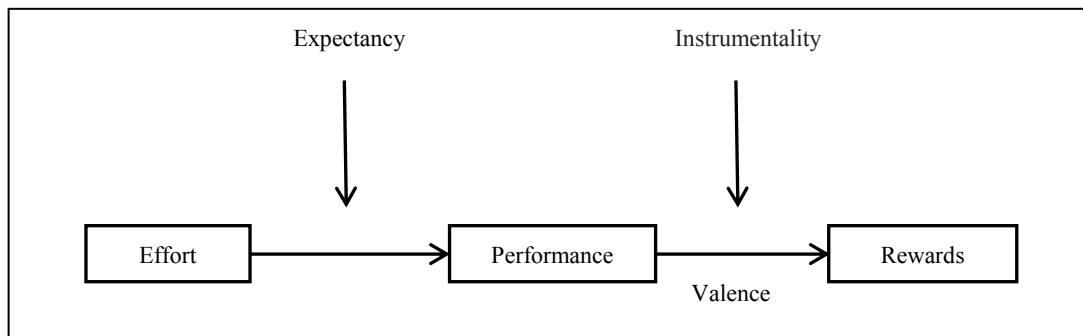 Expectancy
Instrumentality
Effort
Performance
Rewards
Valence